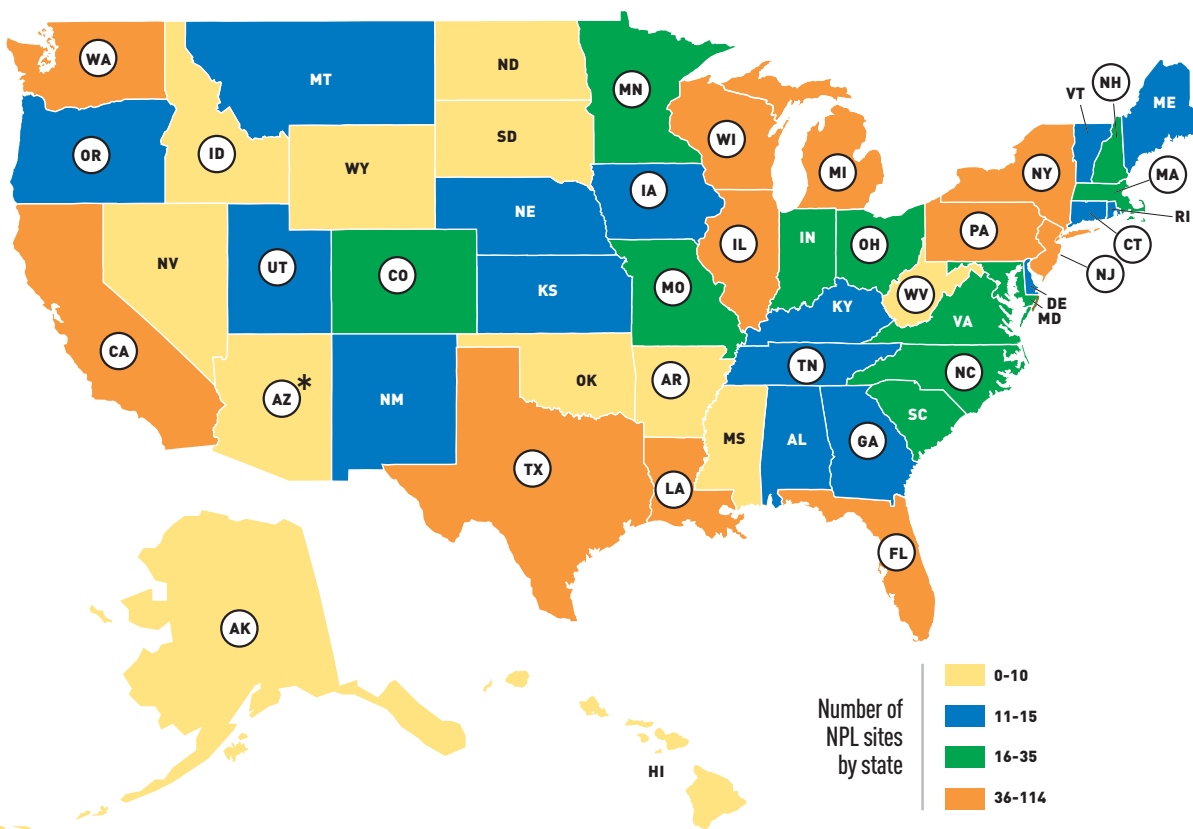 WA
MT
ND
MN
VT
NH
ME
OR
ID
WY
SD
WI
MI
NY
MA
IA
RI
NV
UT
CO
NE
KS
MO
IL
IN
OH
PA
CT
NJ
WV
KY
VA
DE
MD
CA
AZ*
NM
OK
AR
TN
NC
SC
MS
AL
GA
TX
LA
FL
AK
HI
Number of
NPL sites
by state
0-10
11-15
16-35
36-114